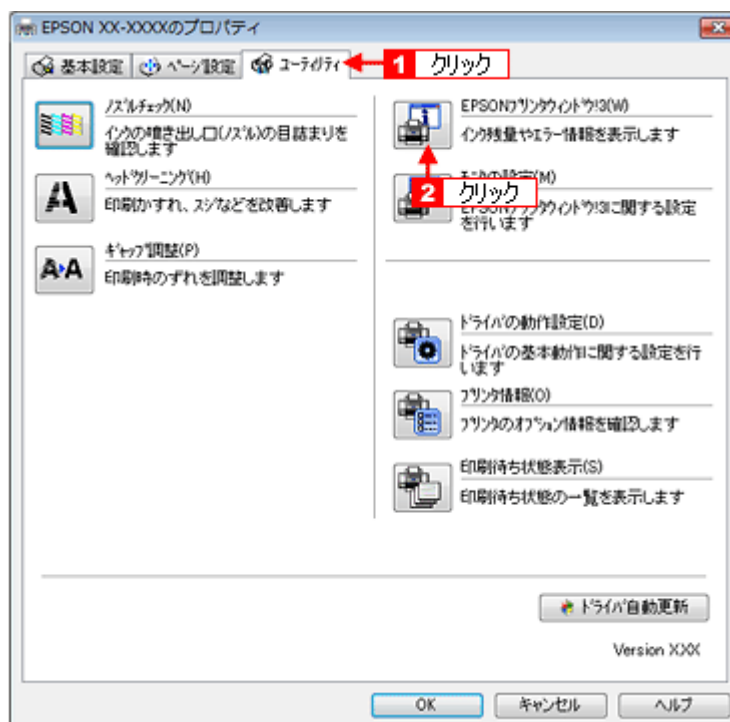 EPSON XX-XXXXのプロパティ
基本設定
ページ設定
ユーティリティ
1 クリック
ノズルチェック(N)
インクの噴き出し口(ノズル)の目詰まりを
確認します
ヘッドクリーニング(H)
印刷かすれ、スジなどを改善します
ギャップ調整(P)
印刷時のずれを調整します
EPSONプリンタウィンドウ!3(W)
インク残量やエラー情報を表示します
2 クリック
モニタの設定(M)
EPSONプリンタウィンドウ!3に関する設定
を行います
ドライバの動作設定(D)
ドライバの基本動作に関する設定を行
います
プリンタ情報(O)
プリンタのオプション情報を確認します
印刷待ち状態表示(S)
印刷待ち状態の一覧を表示します
ドライバ自動更新
Version X.XX
OK
キャンセル
ヘルプ